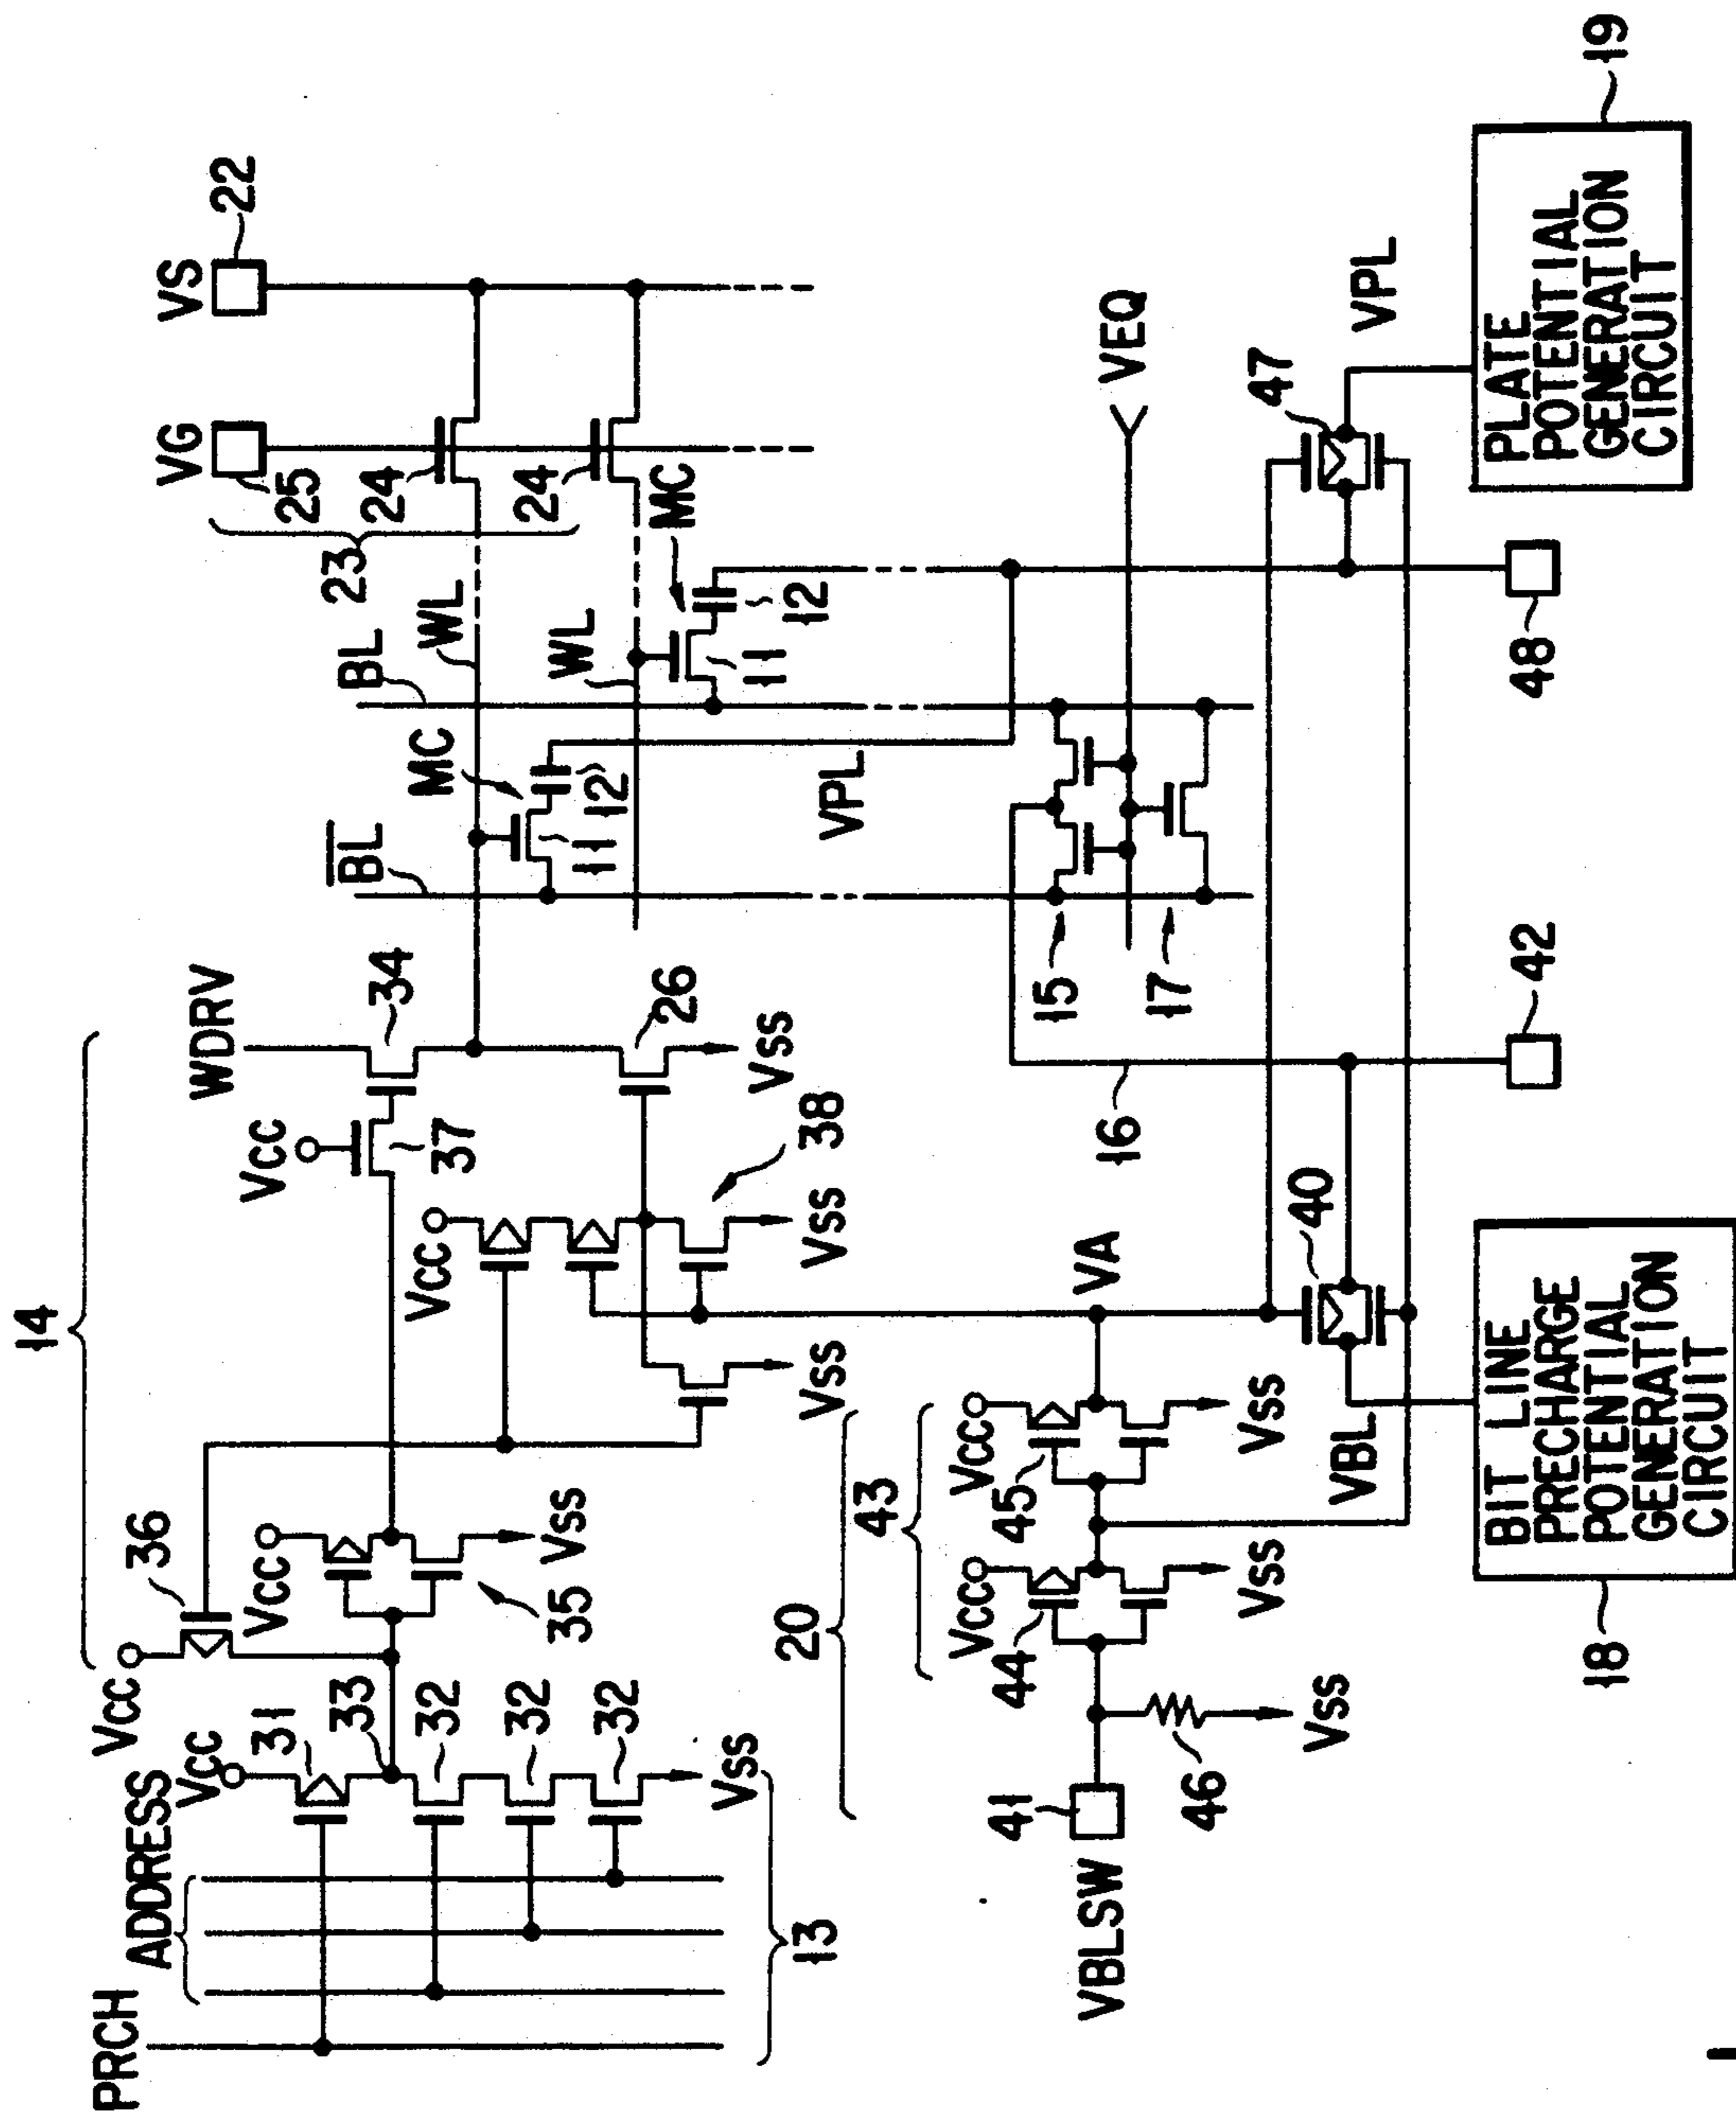 14
PRCH
ADDRESS
VCC
31
33
32
32
32
VSS
13
VCC
36
VCC
35
VSS
VCC
37
WDRV
34
26
VSS
VCC
38
VSS
VSS
BL
BL
WL
WL
MC
11
12
MC
11
12
23
VG
25
24
24
VS
22
VPL
VEQ
15
17
16
VBLSW
41
46
VSS
20
43
VCC
44
VSS
VCC
45
VSS
VA
40
VBL
42
48
47
VPL
BIT LINE
PRECHARGE
POTENTIAL
GENERATION
CIRCUIT
18
PLATE
POTENTIAL
GENERATION
CIRCUIT
19